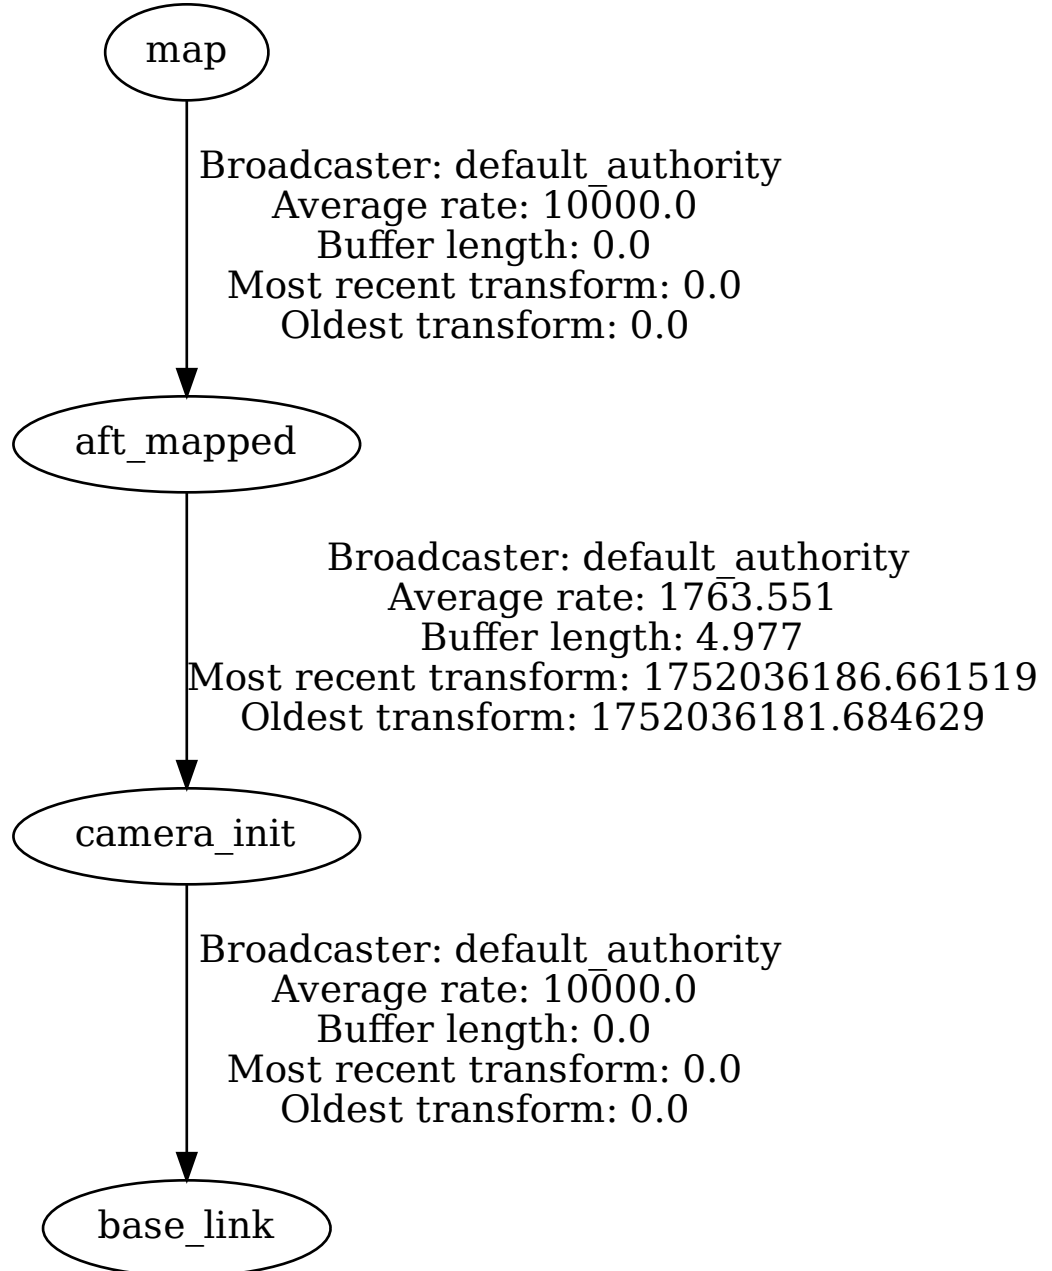 map
Broadcaster: default_authority
Average rate: 10000.0
Buffer length: 0.0
Most recent transform: 0.0
Oldest transform: 0.0
aft_mapped
Broadcaster: default_authority
Average rate: 1763.551
Buffer length: 4.977
Most recent transform: 1752036186.661519
Oldest transform: 1752036181.684629
camera_init
Broadcaster: default_authority
Average rate: 10000.0
Buffer length: 0.0
Most recent transform: 0.0
Oldest transform: 0.0
base_link